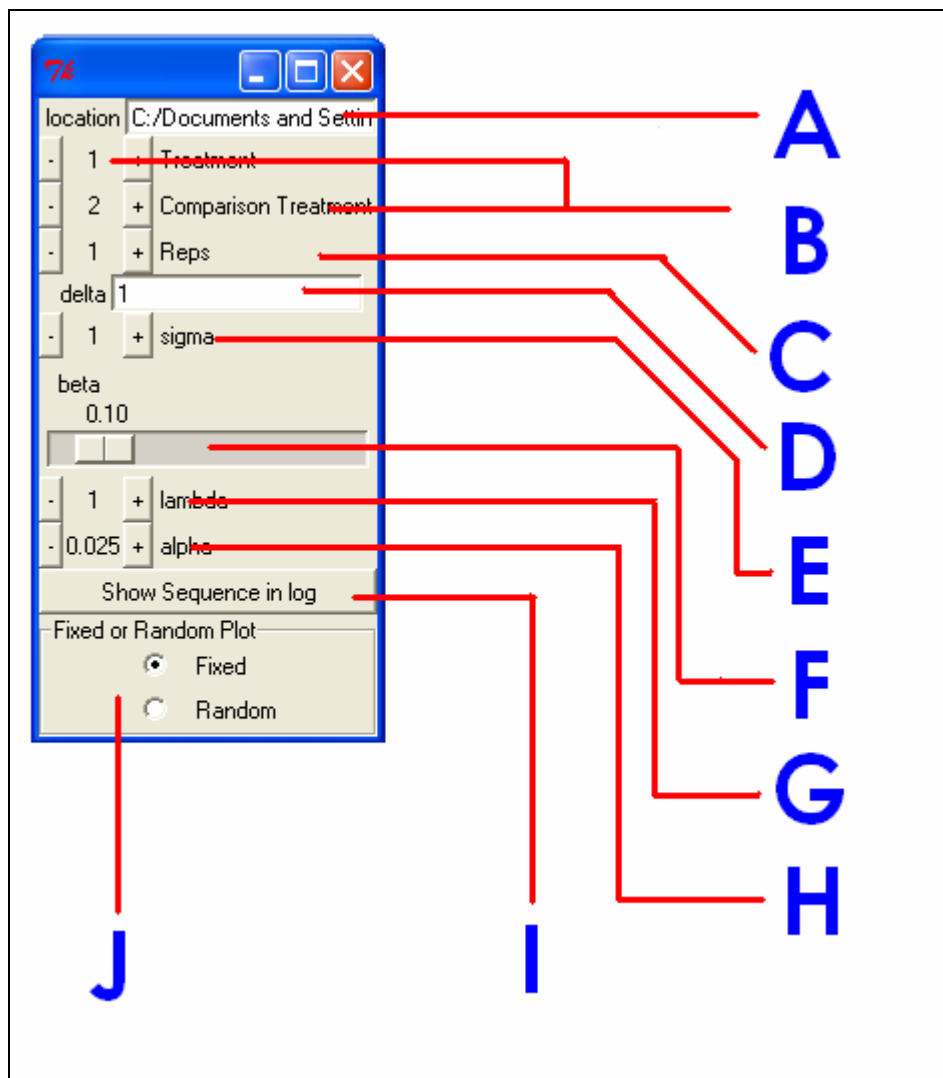 7k
location C:/Documents and Settin
- 1 + Treatment
- 2 + Comparison Treatment
- 1 + Reps
delta 1
- 1 + sigma
beta
0.10
- 1 + lambda
- 0.025 + alpha
Show Sequence in log
Fixed or Random Plot
Fixed
Random
A
B
C
D
E
F
G
H
I
J